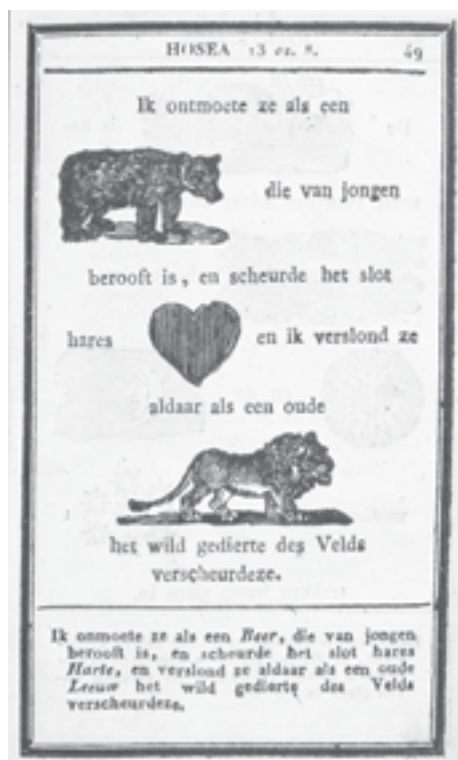 HOSEA 13 vs. 8. 49
Ik ontmoete ze als een
die van jongen
berooft is, en scheurde het slot
hares en ik verslond ze
aldaar als een oude
het wild gedierte des Velds
verscheurdeze.
Ik onmoete ze als een Beer, die van jongen
berooft is, en scheurde het slot hares
Harte, en verslond ze aldaar als een oude
Leeuw het wild gedierte des Velds
verscheurdeze.